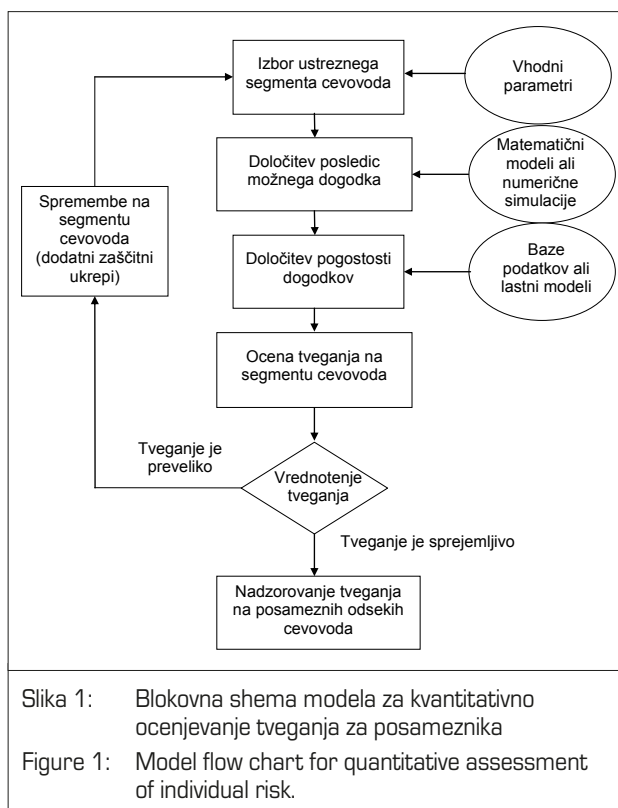 Izbor ustreznega
segmenta cevovoda
Vhodni
parametri
Določitev posledic
možnega dogodka
Matematični
modeli ali
numerične
simulacije
Spremembe na
segmentu
cevovoda
(dodatni zaščitni
ukrepi)
Določitev pogostosti
dogodkov
Baze
podatkov ali
lastni modeli
Ocena tveganja na
segmentu cevovoda
Tveganje je
preveliko
Vrednotenje
tveganja
Tveganje je sprejemljivo
Nadzorovanje tveganja
na posameznih odsekih
cevovoda
Slika 1: Blokovna shema modela za kvantitativno
ocenjevanje tveganja za posameznika
Figure 1: Model flow chart for quantitative assessment
of individual risk.